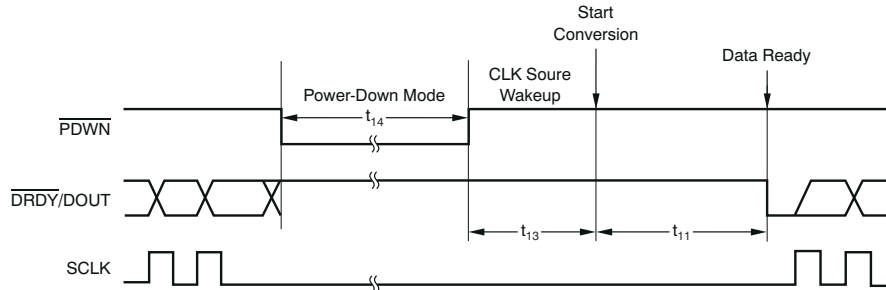 Start
Conversion
Data Ready
CLK Soure
Wakeup
Power-Down Mode
t14
PDWN
DRDY/DOUT
t13
t11
SCLK